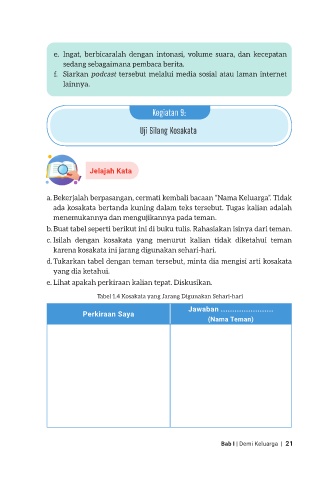 e. Ingat, berbicaralah dengan intonasi, volume suara, dan kecepatan
sedang sebagaimana pembaca berita.
f. Siarkan podcast tersebut melalui media sosial atau laman internet
lainnya.
Kegiatan 9:
Uji Silang Kosakata
Jelajah Kata
a. Bekerjalah berpasangan, cermati kembali bacaan "Nama Keluarga". Tidak
ada kosakata bertanda kuning dalam teks tersebut. Tugas kalian adalah
menemukannya dan mengujikannya pada teman.
b. Buat tabel seperti berikut ini di buku tulis. Rahasiakan isinya dari teman.
c. Isilah dengan kosakata yang menurut kalian tidak diketahui teman
karena kosakata ini jarang digunakan sehari-hari.
d. Tukarkan tabel dengan teman tersebut, minta dia mengisi arti kosakata
yang dia ketahui.
e. Lihat apakah perkiraan kalian tepat. Diskusikan.
Tabel 1.4 Kosakata yang Jarang Digunakan Sehari-hari
Perkiraan Saya
Jawaban ........................
(Nama Teman)
Bab I | Demi Keluarga | 21